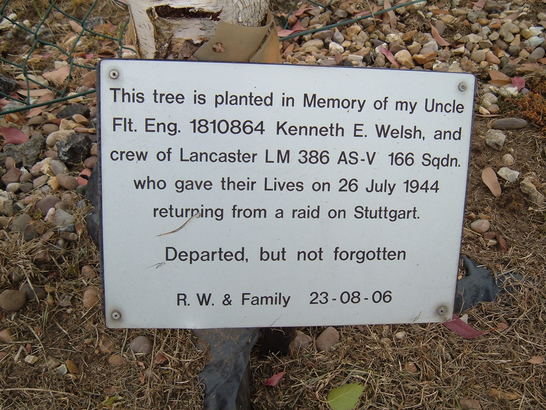 This tree is planted in Memory of my Uncle
Flt. Eng. 1810864 Kenneth E. Welsh, and
crew of Lancaster LM 386 AS-V 166 Sqdn.
who gave their Lives on 26 July 1944
returning from a raid on Stuttgart.
Departed, but not forgotten
R. W. & Family 23-08-06